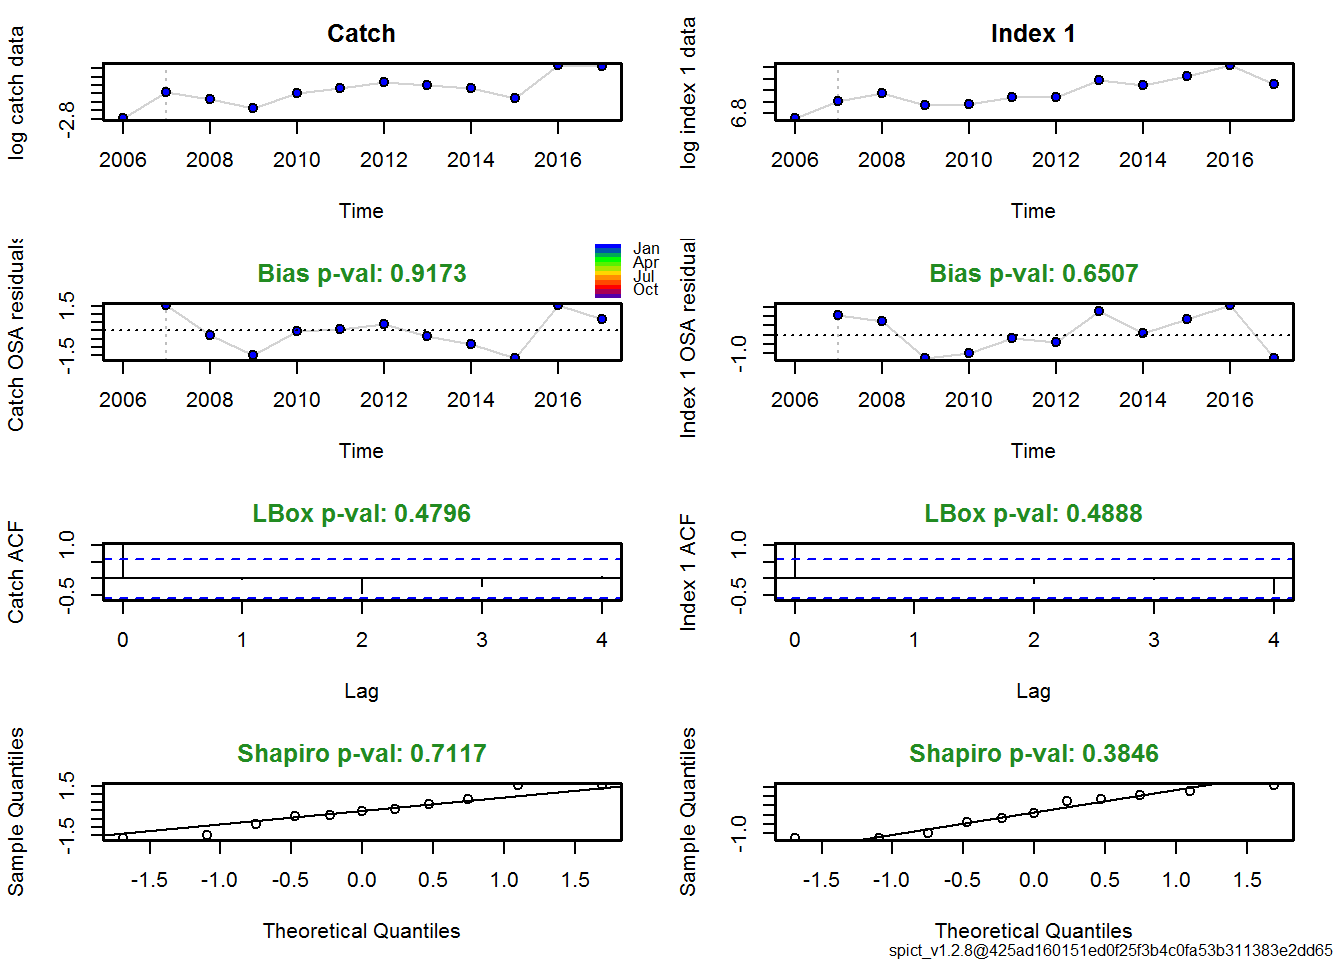 Catch
log catch data
-2.8
2006 2008 2010 2012 2014 2016
Time
Index 1
log index 1 data
6.8
2006 2008 2010 2012 2014 2016
Time
Bias p-val: 0.9173
Jan
Apr
Jul
Oct
Catch OSA residuals
-1.5 1.5
2006 2008 2010 2012 2014 2016
Time
Bias p-val: 0.6507
Index 1 OSA residuals
-1.0
2006 2008 2010 2012 2014 2016
Time
LBox p-val: 0.4796
Catch ACF
-0.5 1.0
0 1 2 3 4
Lag
LBox p-val: 0.4888
Index 1 ACF
-0.5 1.0
0 1 2 3 4
Lag
Shapiro p-val: 0.7117
Sample Quantiles
-1.5 1.5
-1.5 -1.0 -0.5 0.0 0.5 1.0 1.5
Theoretical Quantiles
Shapiro p-val: 0.3846
Sample Quantiles
-1.0
-1.5 -1.0 -0.5 0.0 0.5 1.0 1.5
Theoretical Quantiles
spict_v1.2.8@425ad160151ed0f25f3b4c0fa53b311383e2dd65